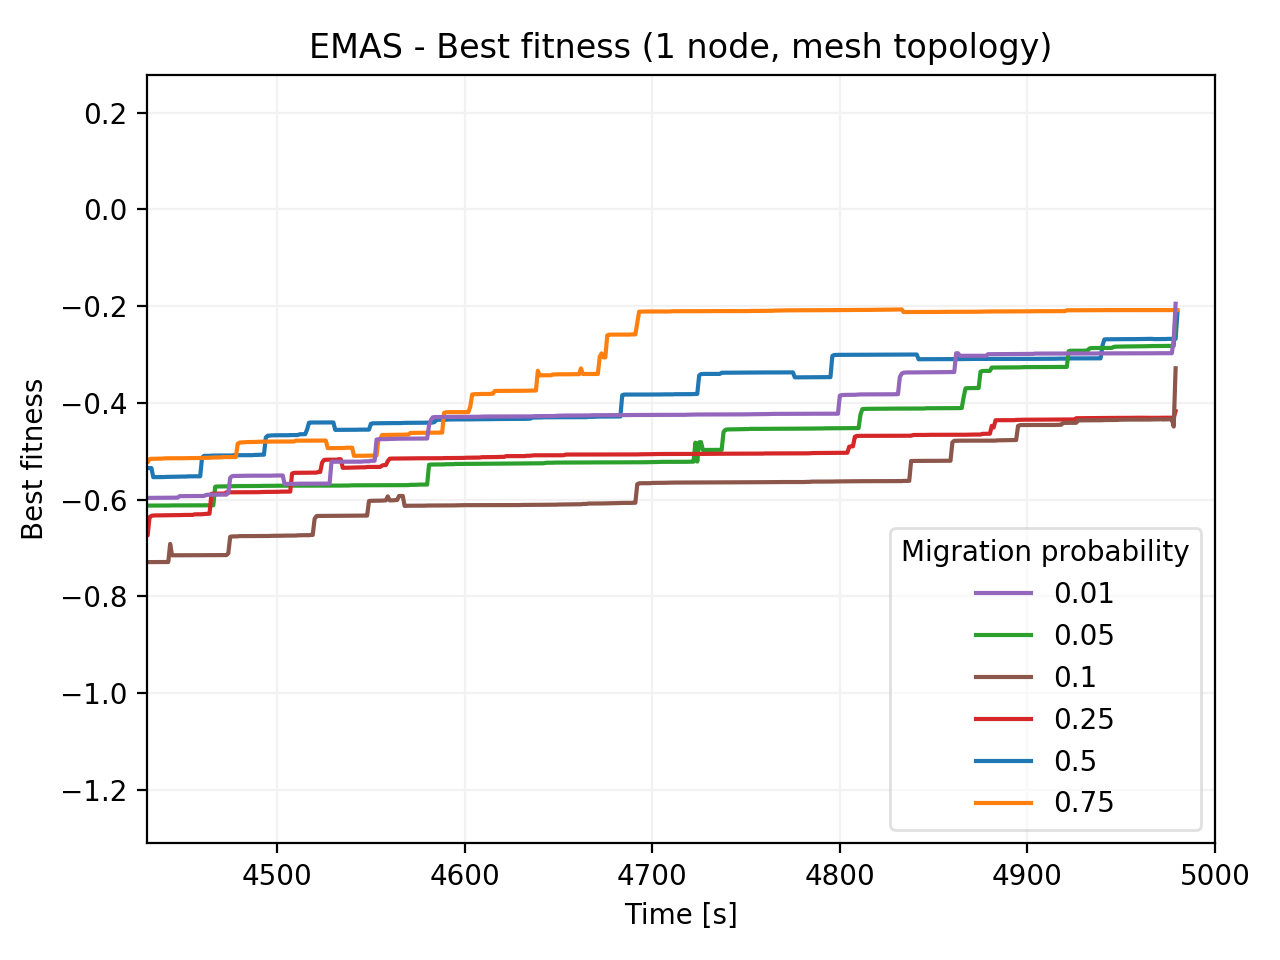 EMAS - Best fitness (1 node, mesh topology)
0.2
0.0
−0.2
−0.4
−0.6
−0.8
−1.0
−1.2
Best fitness
Migration probability
0.01
0.05
0.1
0.25
0.5
0.75
4500 4600 4700 4800 4900 5000
Time [s]